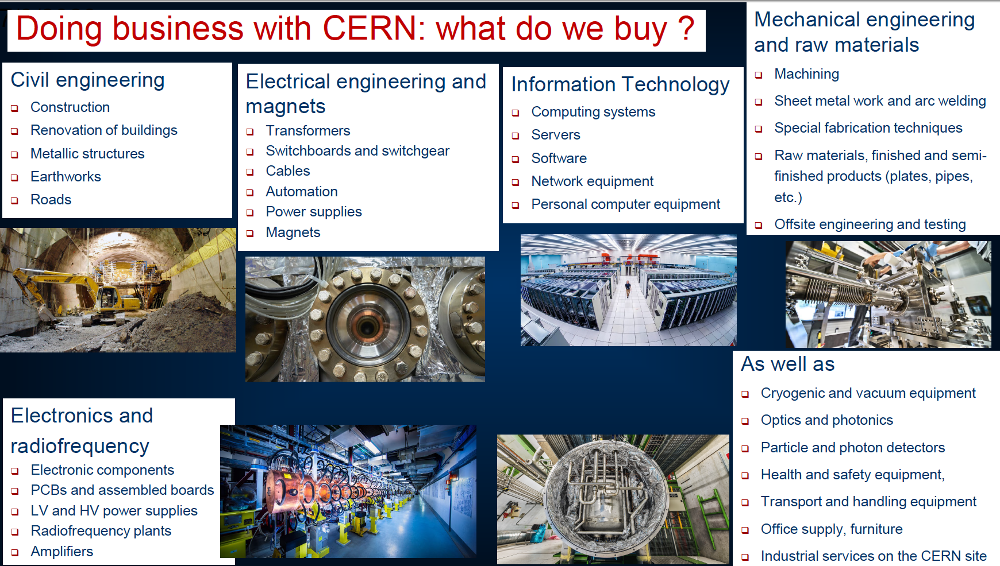 Doing business with CERN: what do we buy ?
Civil engineering
Construction
Renovation of buildings
Metallic structures
Earthworks
Roads
Electrical engineering and
magnets
Transformers
Switchboards and switchgear
Cables
Automation
Power supplies
Magnets
Information Technology
Computing systems
Servers
Software
Network equipment
Personal computer equipment
Mechanical engineering
and raw materials
Machining
Sheet metal work and arc welding
Special fabrication techniques
Raw materials, finished and semi-
finished products (plates, pipes,
etc.)
Offsite engineering and testing
KOMATSU
Electronics and
radiofrequency
Electronic components
PCBs and assembled boards
LV and HV power supplies
Radiofrequency plants
Amplifiers
As well as
Cryogenic and vacuum equipment
Optics and photonics
Particle and photon detectors
Health and safety equipment,
Transport and handling equipment
Office supply, furniture
Industrial services on the CERN site